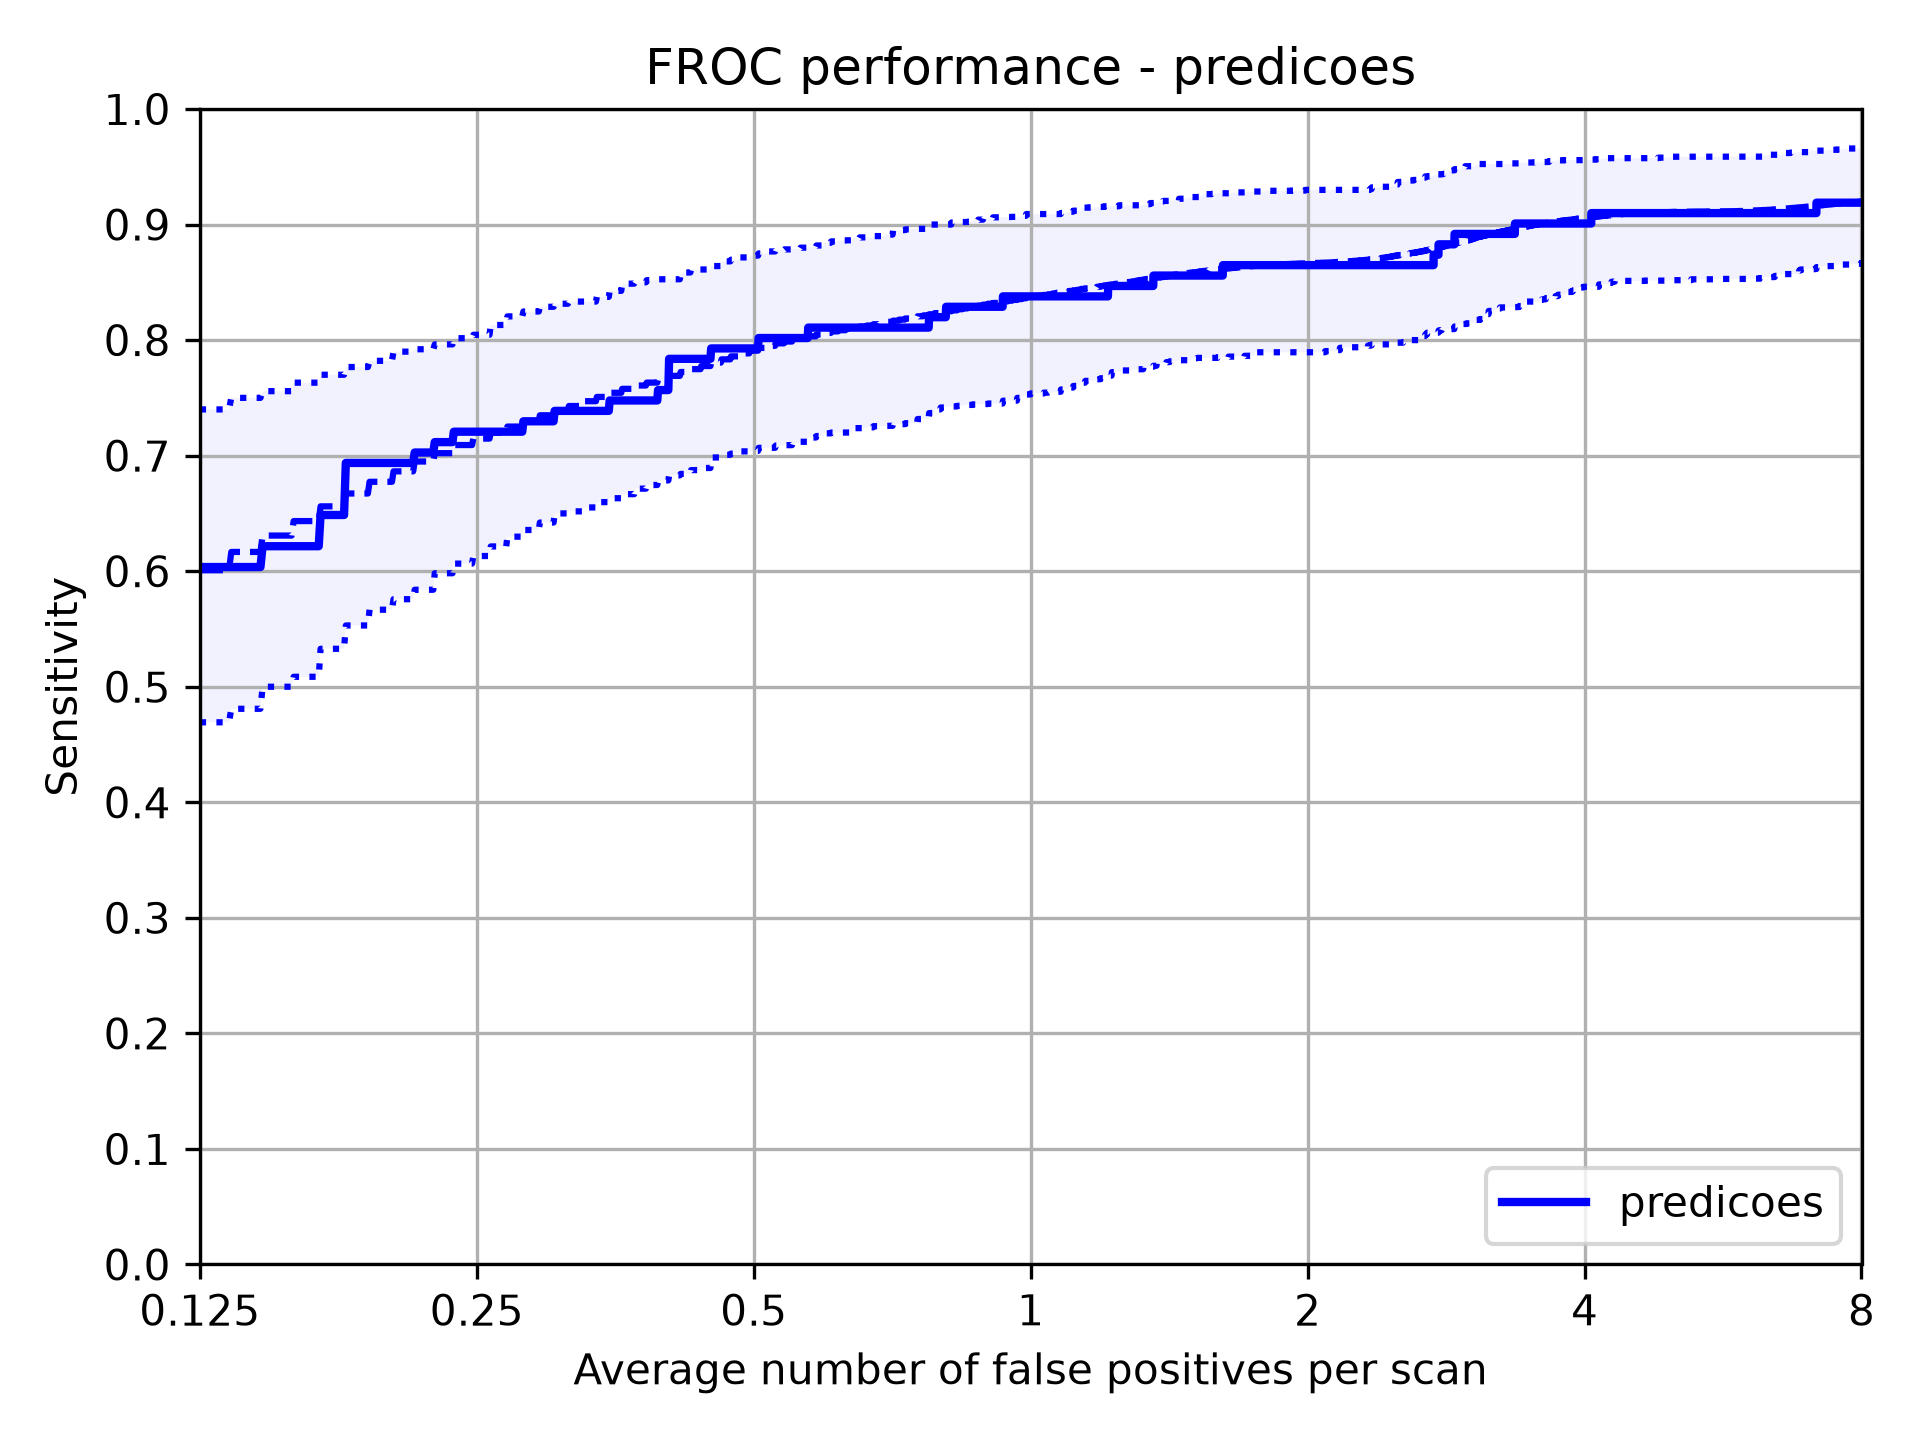 FROC performance - predicoes
1.0
0.9
0.8
0.7
0.6
0.5
0.4
0.3
0.2
0.1
0.0
Sensitivity
predicoes
0.125 0.25 0.5 1 2 4 8
Average number of false positives per scan